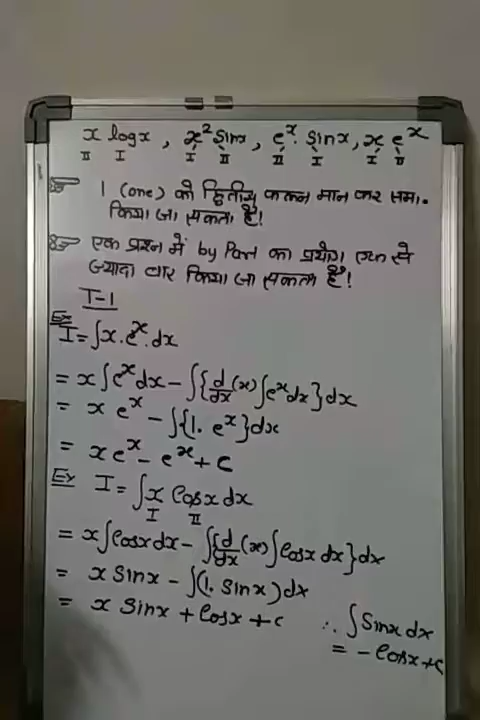 x log x , x² sin x , eˣ. sin x , x eˣ
II I I II II I I II
☞ 1 (one) को द्वितीय फलन मान कर समा.
किया जा सकता है!
☞ एक प्रश्न में by Part का प्रयोग एक से
ज्यादा बार किया जा सकता है!
T-1
Ex
I = ∫x.eˣ.dx
= x∫eˣdx - ∫{d/dx(x)∫eˣdx}dx
= x eˣ - ∫{1. eˣ}dx
= xeˣ - eˣ + c
Ex I = ∫x cosx dx
I II
= x∫cosx dx - ∫{d/dx(x)∫cosx dx}dx
= x sinx - ∫(1. sinx)dx
= x sinx + cosx + c ∴ ∫sinx dx
= - cosx + c